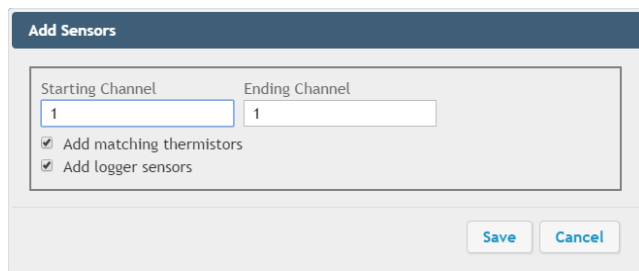 Add Sensors
Starting Channel Ending Channel
1 1
Add matching thermistors
Add logger sensors
Save Cancel